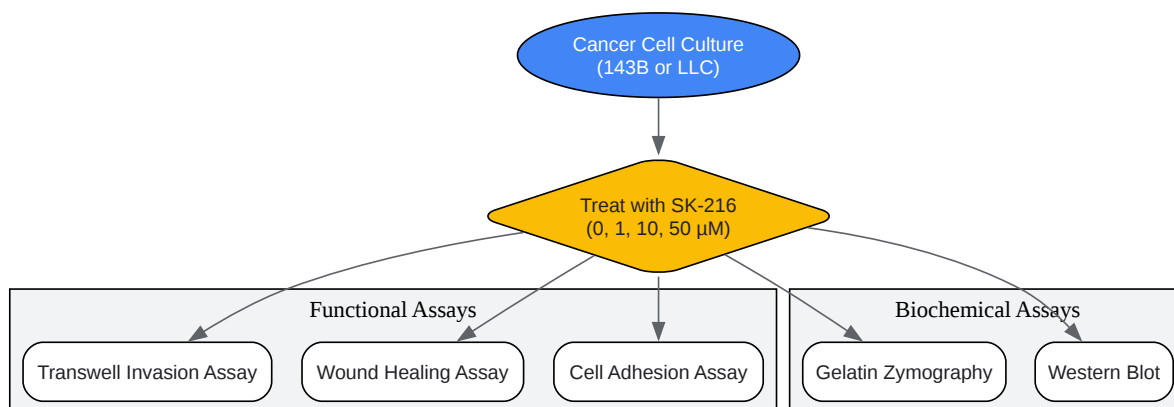 Cancer Cell Culture
(143B or LLC)
Treat with SK-216
(0, 1, 10, 50 µM)
Functional Assays
Biochemical Assays
Transwell Invasion Assay
Wound Healing Assay
Cell Adhesion Assay
Gelatin Zymography
Western Blot